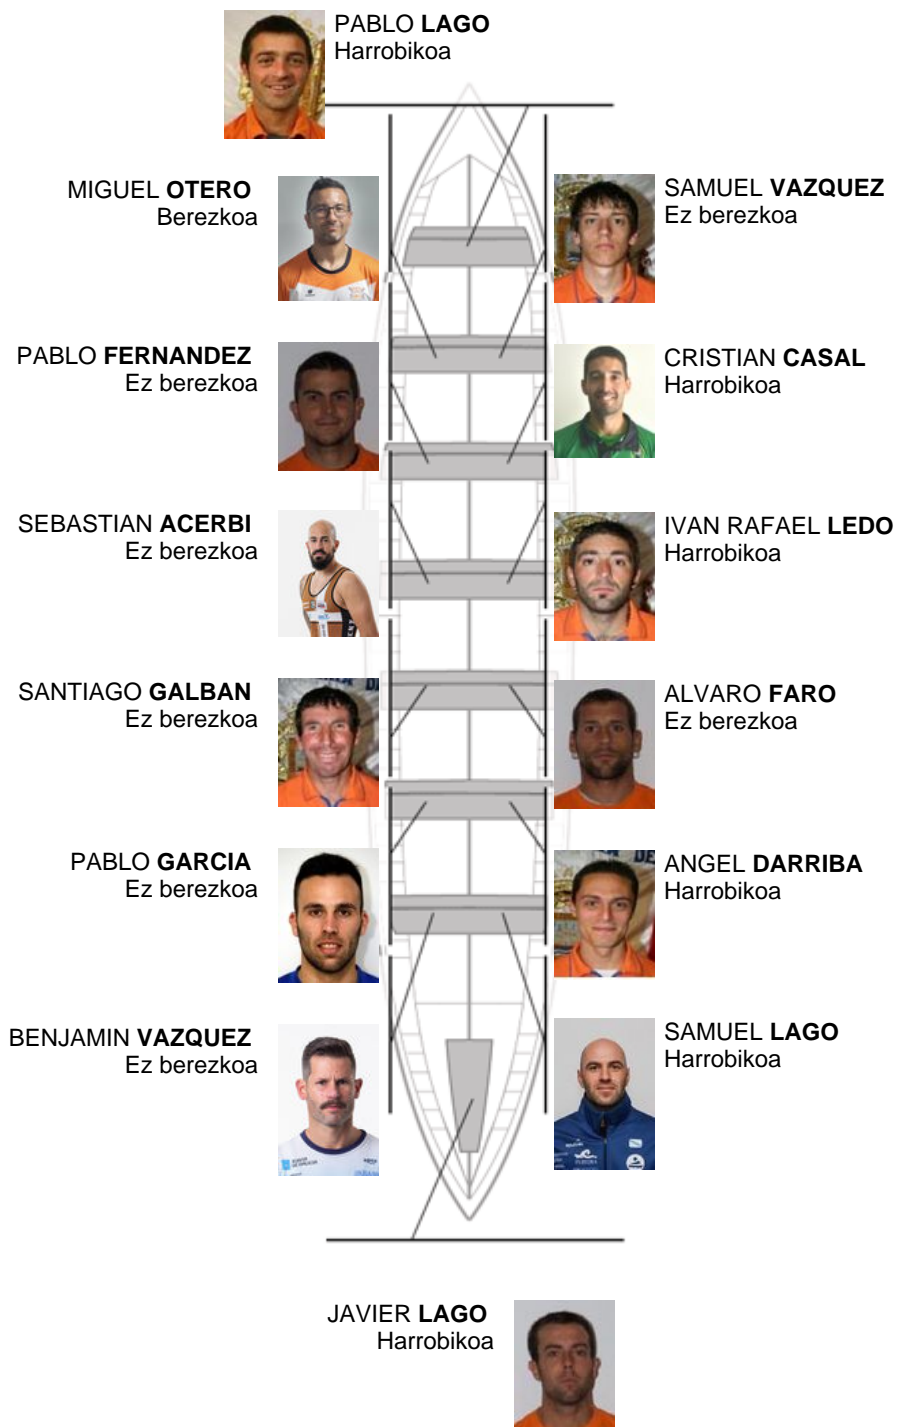 PABLO LAGO
Harrobikoa
MIGUEL OTERO
Berezkoa
SAMUEL VAZQUEZ
Ez berezkoa
PABLO FERNANDEZ
Ez berezkoa
CRISTIAN CASAL
Harrobikoa
SEBASTIAN ACERBI
Ez berezkoa
IVAN RAFAEL LEDO
Harrobikoa
SANTIAGO GALBAN
Ez berezkoa
ALVARO FARO
Ez berezkoa
PABLO GARCIA
Ez berezkoa
ANGEL DARRIBA
Harrobikoa
BENJAMIN VAZQUEZ
Ez berezkoa
SAMUEL LAGO
Harrobikoa
JAVIER LAGO
Harrobikoa